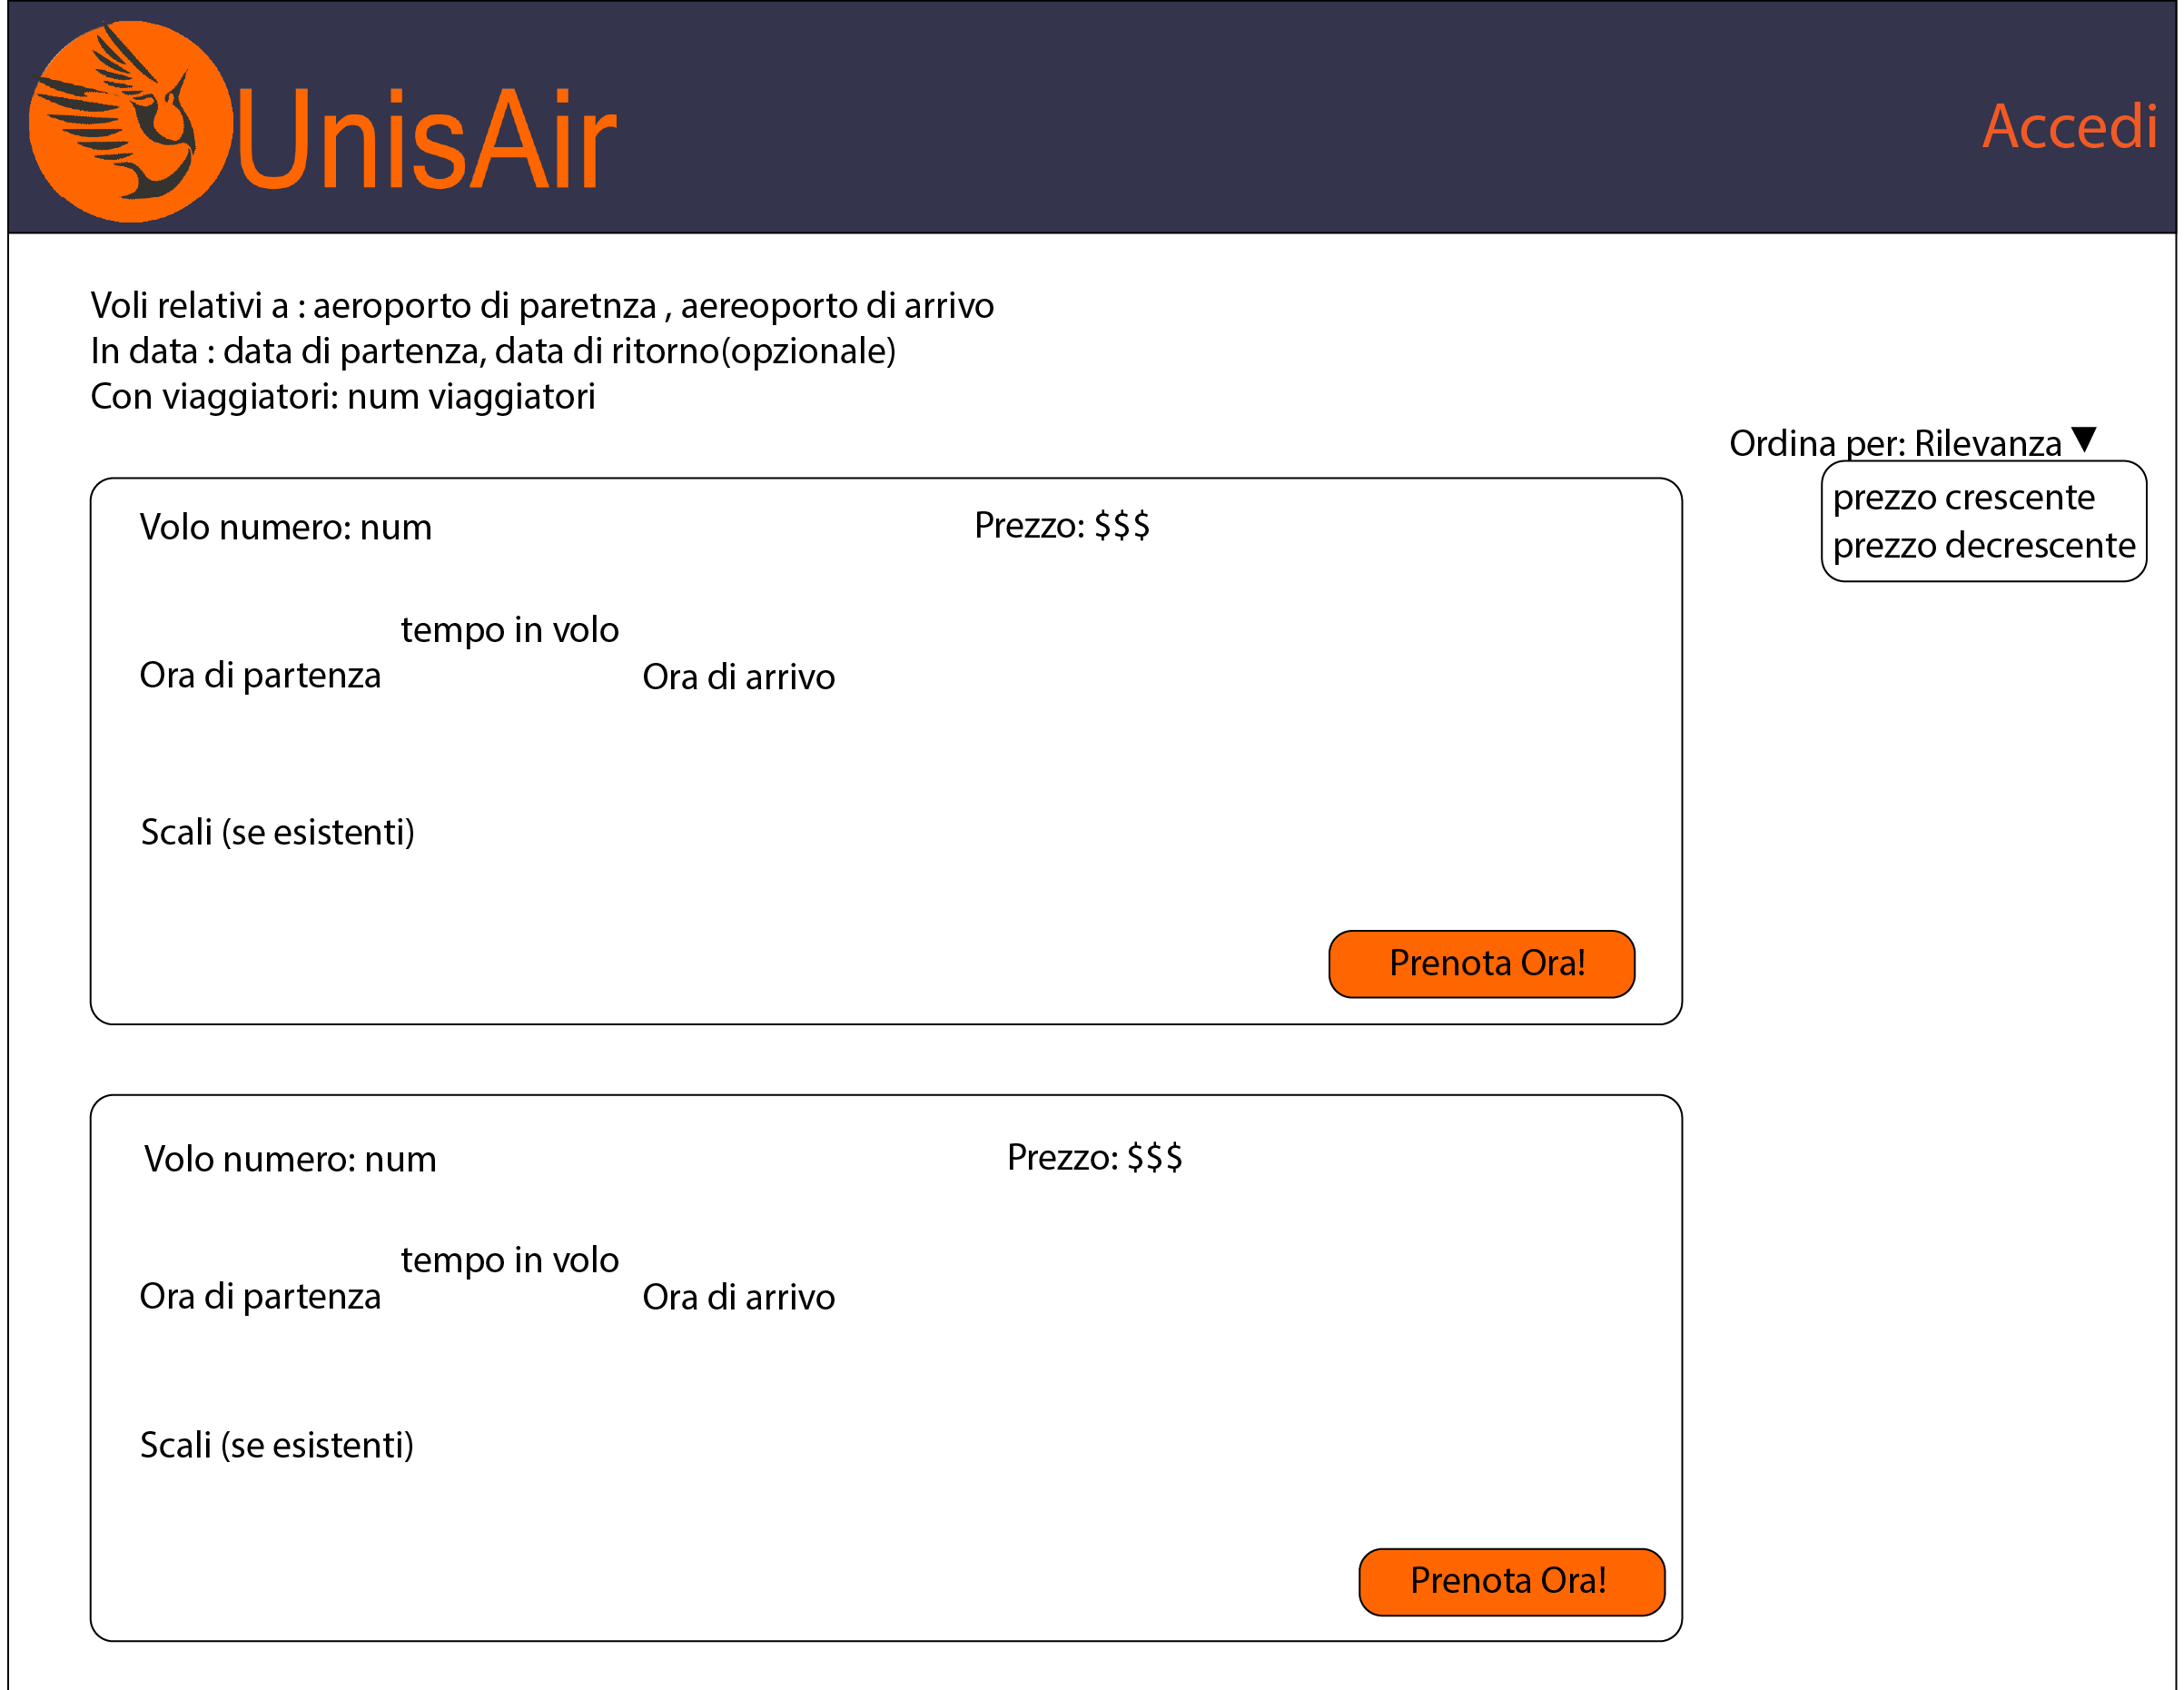 UnisAir
Accedi
Voli relativi a : aeroporto di paretnza , aereoporto di arrivo
In data : data di partenza, data di ritorno(opzionale)
Con viaggiatori: num viaggiatori
Ordina per: Rilevanza ▼
prezzo crescente
prezzo decrescente
Volo numero: num
Prezzo: $$$
tempo in volo
Ora di partenza
Ora di arrivo
Scali (se esistenti)
Prenota Ora!
Volo numero: num
Prezzo: $$$
tempo in volo
Ora di partenza
Ora di arrivo
Scali (se esistenti)
Prenota Ora!